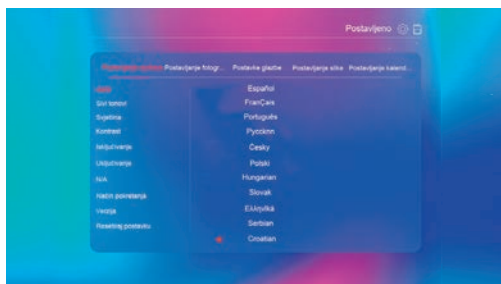 Postavljeno
Postavljanje fotogr... Postavke glazbe Postavljanje slike Postavljanje kalend...
Español
Sivi tonovi FranÇais
Svjetlina Português
Kontrast Русский
Isključivanje Česky
Uključivanje Polski
N/A Hungarian
Način pokretanja Slovak
Verzija Ελληνικά
Resetiraj postavku Serbian
Croatian